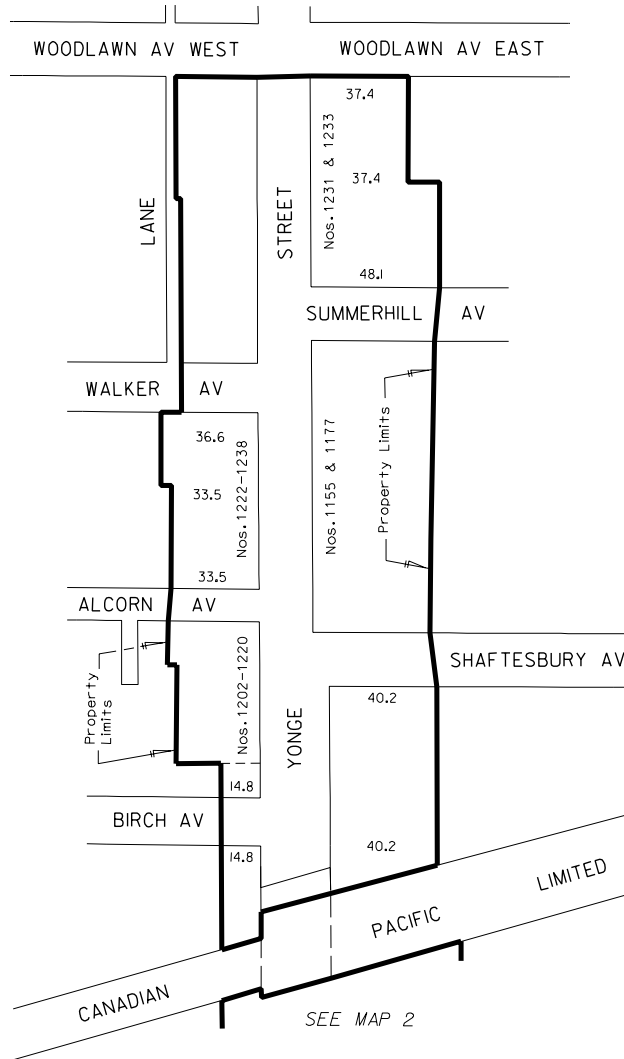 WOODLAWN AV WEST
WOODLAWN AV EAST
37.4
Nos. 1231 & 1233
37.4
LANE
STREET
48.1
SUMMERHILL AV
WALKER AV
36.6
Nos. 1222-1238
33.5
33.5
Nos. 1155 & 1177
Property Limits
ALCORN AV
Nos. 1202-1220
Property
Limits
SHAFTESBURY AV
40.2
YONGE
14.8
BIRCH AV
14.8
40.2
CANADIAN PACIFIC LIMITED
SEE MAP 2